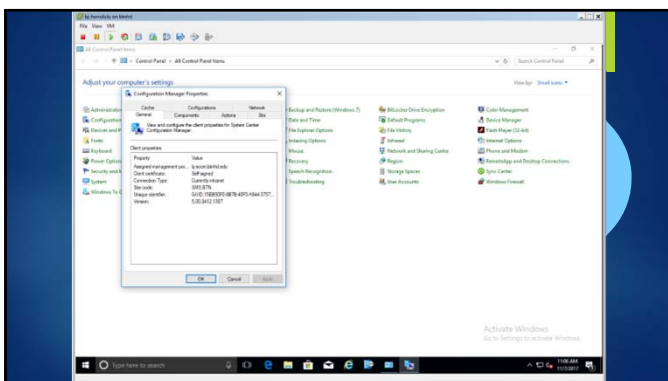 File View VM
All Control Panel Items
Control Panel › All Control Panel Items
Search Control Panel
Adjust your computer's settings
View by: Small icons
Configuration Manager Properties
Cache Configurations Network
General Components Actions Site
View and configure the client properties for System Center
Configuration Manager.
Client properties:
Property Value
Assigned management poi...
Client certificate: Self-signed
Connection Type: Currently intranet
Site code: SMS:BTN
Unique identifier:
Version:
OK Cancel Apply
Backup and Restore (Windows 7)
BitLocker Drive Encryption
Color Management
Date and Time
Default Programs
Device Manager
File Explorer Options
File History
Flash Player (32-bit)
Fonts
Indexing Options
Infrared
Internet Options
Keyboard
Mouse
Network and Sharing Center
Phone and Modem
Power Option
Recovery
Region
RemoteApp and Desktop Connections
Security and
Speech Recognition
Storage Spaces
Sync Center
System
Troubleshooting
User Accounts
Windows Firewall
Windows To G
Activate Windows
Go to Settings to activate Windows.
Type here to search
11:06 AM